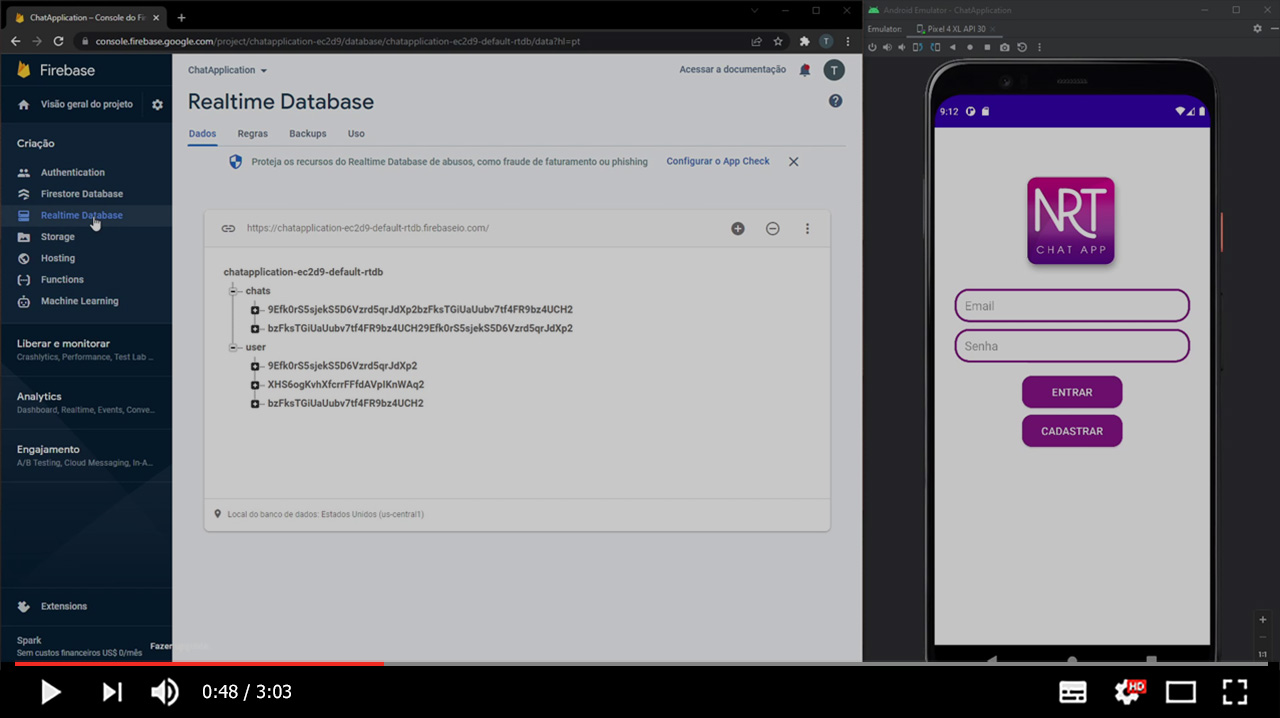 ChatApplication – Console do Fi
console.firebase.google.com/project/chatapplication-ec2d9/database/chatapplication-ec2d9-default-rtdb/data?hl=pt
T
Firebase
Visão geral do projeto
Criação
Authentication
Firestore Database
Realtime Database
Storage
Hosting
Functions
Machine Learning
Liberar e monitorar
Crashlytics, Performance, Test Lab ...
Analytics
Dashboard, Realtime, Events, Conve...
Engajamento
A/B Testing, Cloud Messaging, In-A...
Extensions
Spark
Sem custos financeiros US$ 0/mês
Fazer
ChatApplication
Acessar a documentação
T
Realtime Database
Dados
Regras
Backups
Uso
Proteja os recursos do Realtime Database de abusos, como fraude de faturamento ou phishing
Configurar o App Check
https://chatapplication-ec2d9-default-rtdb.firebaseio.com/
chatapplication-ec2d9-default-rtdb
chats
9Efk0rS5sjekS5D6Vzrd5qrJdXp2bzFksTGiUaUubv7tf4FR9bz4UCH2
bzFksTGiUaUubv7tf4FR9bz4UCH29Efk0rS5sjekS5D6Vzrd5qrJdXp2
user
9Efk0rS5sjekS5D6Vzrd5qrJdXp2
XHS6ogKvhXfcrrFFfdAVpIKnWAq2
bzFksTGiUaUubv7tf4FR9bz4UCH2
Local do banco de dados: Estados Unidos (us-central1)
Android Emulator - ChatApplication
Emulator:
Pixel 4 XL API 30
9:12
NRT
CHAT APP
Email
Senha
ENTRAR
CADASTRAR
1:1
0:48 / 3:03
HD